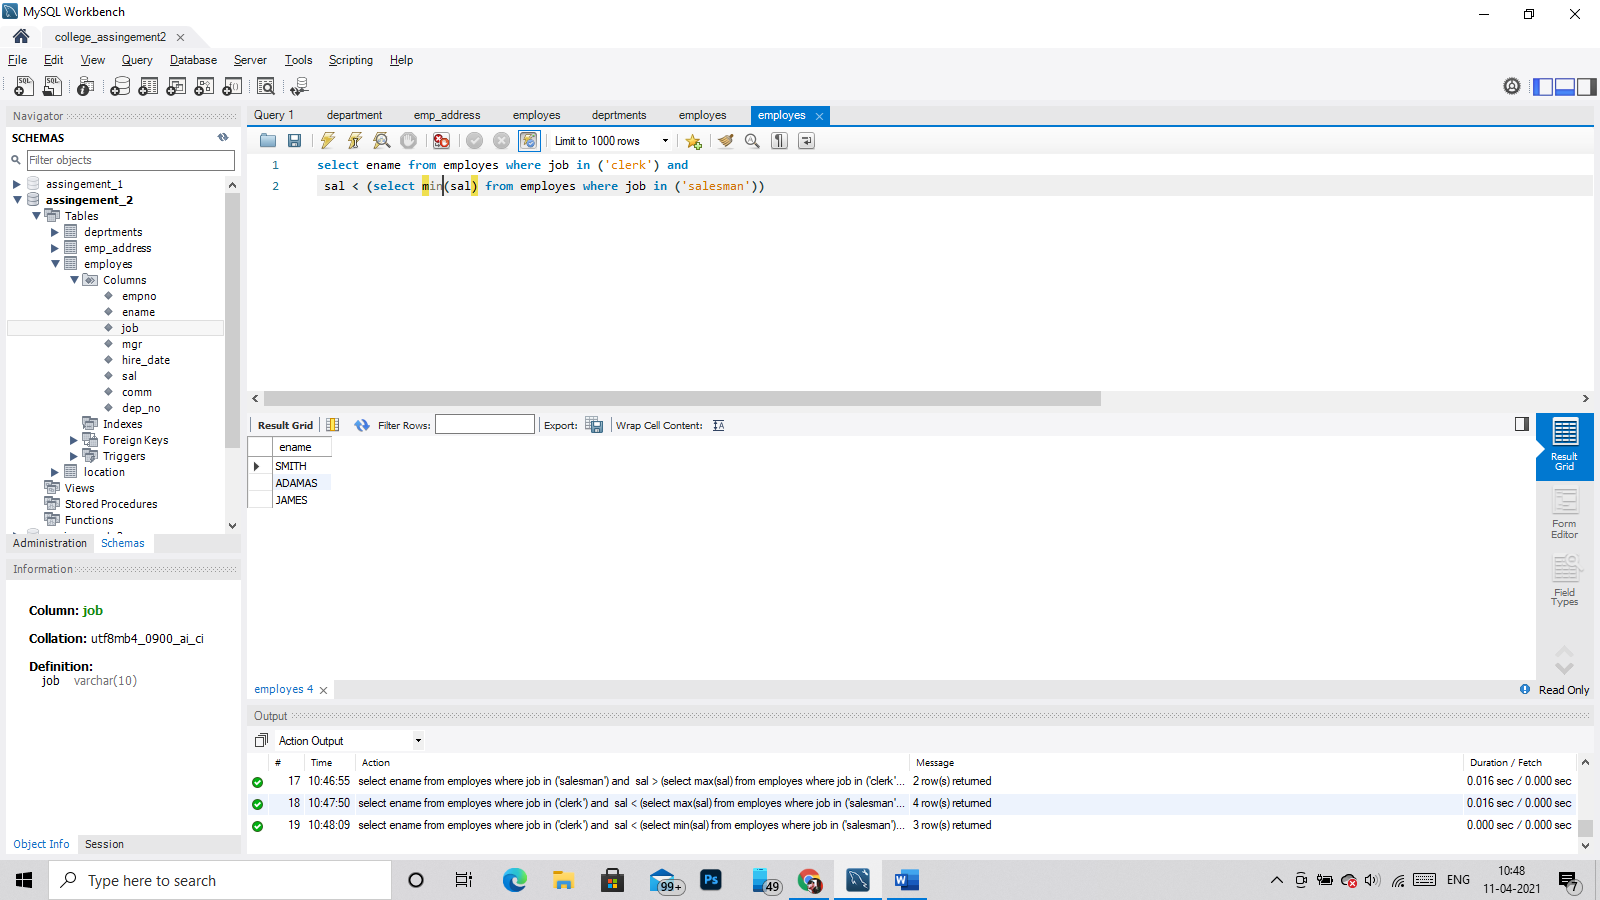 MySQL Workbench
college_assingement2
File Edit View Query Database Server Tools Scripting Help
Navigator
SCHEMAS
Filter objects
assingement_1
assingement_2
Tables
deprtments
emp_address
employes
Columns
empno
ename
job
mgr
hire_date
sal
comm
dep_no
Indexes
Foreign Keys
Triggers
location
Views
Stored Procedures
Functions
Administration Schemas
Information
Column: job
Collation: utf8mb4_0900_ai_ci
Definition:
job varchar(10)
Object Info Session
Query 1 department emp_address employes deprtments employes employes
Limit to 1000 rows
1 select ename from employes where job in ('clerk') and
2 sal < (select min(sal) from employes where job in ('salesman'))
Result Grid Filter Rows: Export: Wrap Cell Content:
ename
SMITH
ADAMAS
JAMES
Result
Grid
Form
Editor
Field
Types
employes 4
Read Only
Output
Action Output
# Time Action Message Duration / Fetch
17 10:46:55 select ename from employes where job in ('salesman') and sal > (select max(sal) from employes where job in ('clerk'... 2 row(s) returned 0.016 sec / 0.000 sec
18 10:47:50 select ename from employes where job in ('clerk') and sal < (select max(sal) from employes where job in ('salesman'... 4 row(s) returned 0.016 sec / 0.000 sec
19 10:48:09 select ename from employes where job in ('clerk') and sal < (select min(sal) from employes where job in ('salesman')... 3 row(s) returned 0.000 sec / 0.000 sec
Type here to search
99+
Ps
49
ENG
10:48
11-04-2021
7